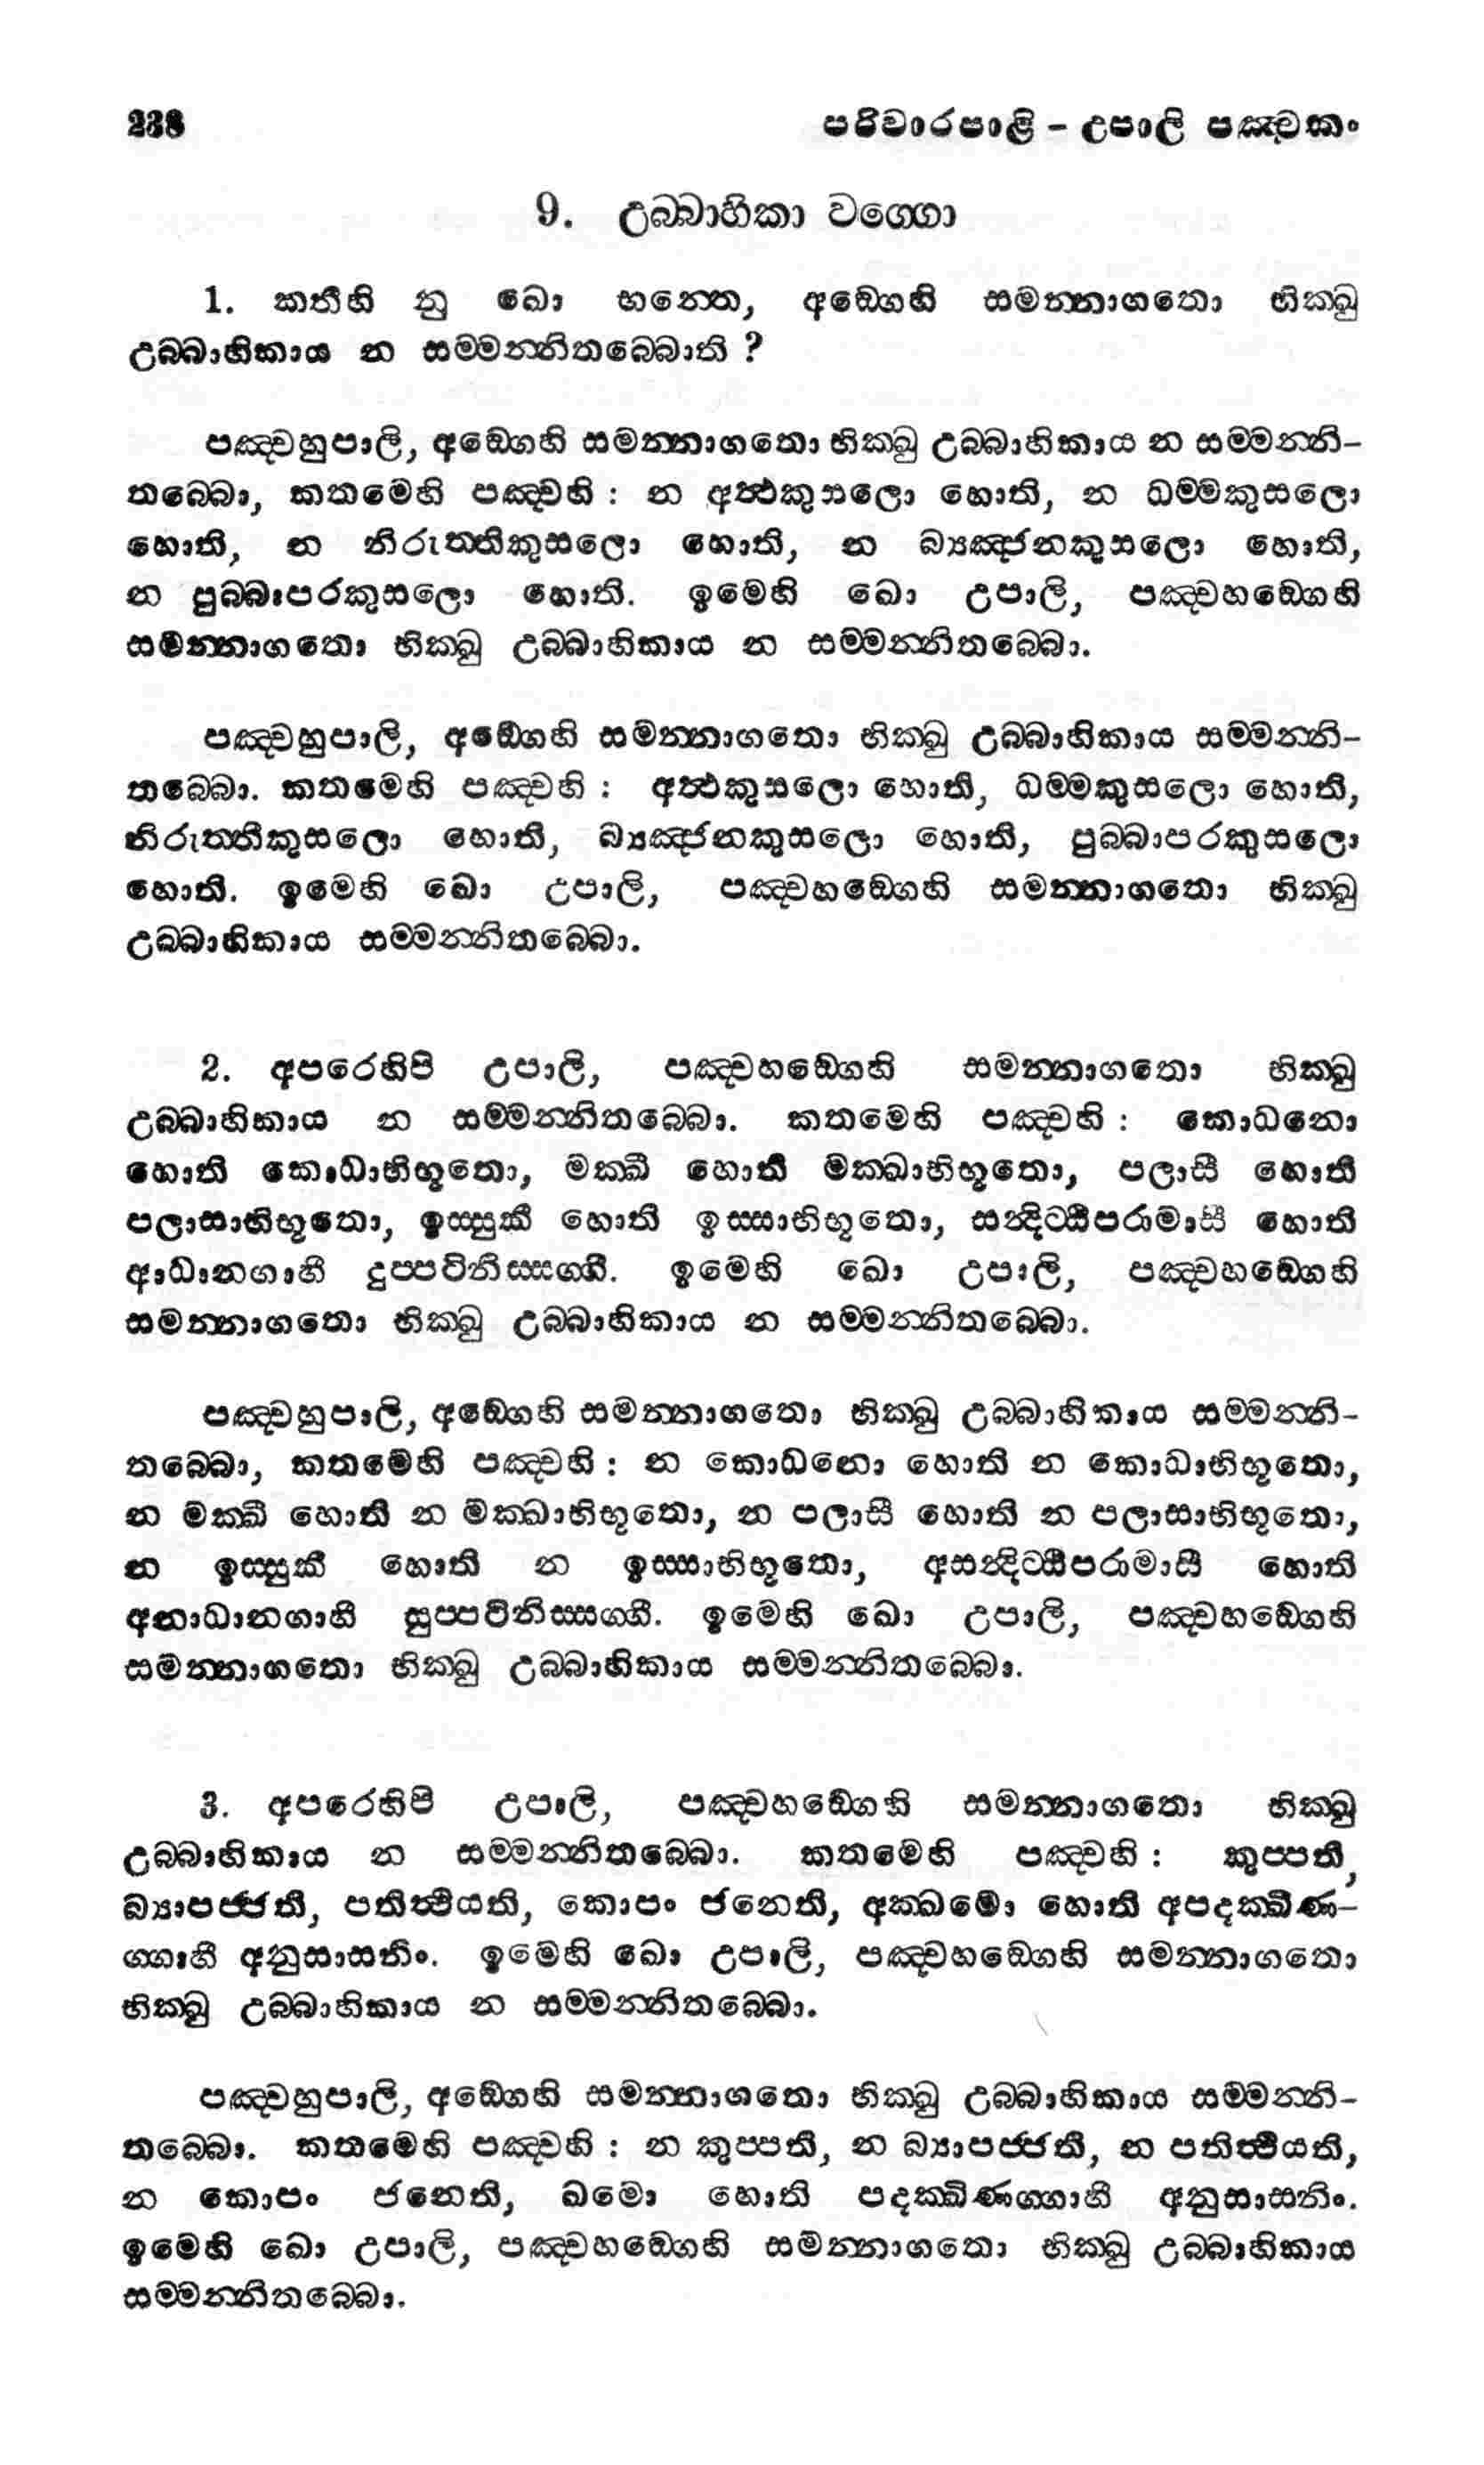 238
පරිවාරපාළි - උපාලි පඤ්චකං
9. උබ්බාහිකා වග්ගො
1. කතීහි නු ඛො භන්තෙ, අඞ්ගෙහි සමන්නාගතො භික්ඛු
උබ්බාහිකාය න සම්මන්නිතබ්බොති ?
පඤ්චහුපාලි, අඞ්ගෙහි සමන්නාගතො භික්ඛු උබ්බාහිකාය න සම්මන්නි-
තබ්බො, කතමෙහි පඤ්චහි : න අත්ථකුසලො හොති, න ධම්මකුසලො
හොති, න නිරුත්තිකුසලො හොති, න බ්‍යඤ්ජනකුසලො හොති,
න පුබ්බාපරකුසලො හොති. ඉමෙහි ඛො උපාලි, පඤ්චහඞ්ගෙහි
සමන්නාගතො භික්ඛු උබ්බාහිකාය න සම්මන්නිතබ්බො.
පඤ්චහුපාලි, අඞ්ගෙහි සමන්නාගතො භික්ඛු උබ්බාහිකාය සම්මන්නි-
තබ්බො. කතමෙහි පඤ්චහි : අත්ථකුසලො හොති, ධම්මකුසලො හොති,
නිරුත්තිකුසලො හොති, බ්‍යඤ්ජනකුසලො හොති, පුබ්බාපරකුසලො
හොති. ඉමෙහි ඛො උපාලි, පඤ්චහඞ්ගෙහි සමන්නාගතො භික්ඛු
උබ්බාහිකාය සම්මන්නිතබ්බො.
2. අපරෙහිපි උපාලි, පඤ්චහඞ්ගෙහි සමන්නාගතො භික්ඛු
උබ්බාහිකාය න සම්මන්නිතබ්බො. කතමෙහි පඤ්චහි : කොධනො
හොති කොධාභිභූතො, මක්ඛී හොති මක්ඛාභිභූතො, පලාසී හොති
පලාසාභිභූතො, ඉස්සුකී හොති ඉස්සාභිභූතො, සන්දිට්ඨිපරාමාසී හොති
ආධානගාහී දුප්පටිනිස්සග්ගී. ඉමෙහි ඛො උපාලි, පඤ්චහඞ්ගෙහි
සමන්නාගතො භික්ඛු උබ්බාහිකාය න සම්මන්නිතබ්බො.
පඤ්චහුපාලි, අඞ්ගෙහි සමන්නාගතො භික්ඛු උබ්බාහිකාය සම්මන්නි-
තබ්බො, කතමෙහි පඤ්චහි : න කොධනො හොති න කොධාභිභූතො,
න මක්ඛී හොති න මක්ඛාභිභූතො, න පලාසී හොති න පලාසාභිභූතො,
න ඉස්සුකී හොති න ඉස්සාභිභූතො, අසන්දිට්ඨිපරාමාසී හොති
අනාධානගාහී සුප්පටිනිස්සග්ගී. ඉමෙහි ඛො උපාලි, පඤ්චහඞ්ගෙහි
සමන්නාගතො භික්ඛු උබ්බාහිකාය සම්මන්නිතබ්බො.
3. අපරෙහිපි උපාලි, පඤ්චහඞ්ගෙහි සමන්නාගතො භික්ඛු
උබ්බාහිකාය න සම්මන්නිතබ්බො. කතමෙහි පඤ්චහි : කුප්පති,
බ්‍යාපජ්ජති, පතිත්ථියති, කොපං ජනෙති, අක්ඛමො හොති අපදක්ඛිණ-
ග්ගාහී අනුසාසනිං. ඉමෙහි ඛො උපාලි, පඤ්චහඞ්ගෙහි සමන්නාගතො
භික්ඛු උබ්බාහිකාය න සම්මන්නිතබ්බො.
පඤ්චහුපාලි, අඞ්ගෙහි සමන්නාගතො භික්ඛු උබ්බාහිකාය සම්මන්නි-
තබ්බො. කතමෙහි පඤ්චහි : න කුප්පති, න බ්‍යාපජ්ජති, න පතිත්ථියති,
න කොපං ජනෙති, ඛමො හොති පදක්ඛිණග්ගාහී අනුසාසනිං.
ඉමෙහි ඛො උපාලි, පඤ්චහඞ්ගෙහි සමන්නාගතො භික්ඛු උබ්බාහිකාය
සම්මන්නිතබ්බො.